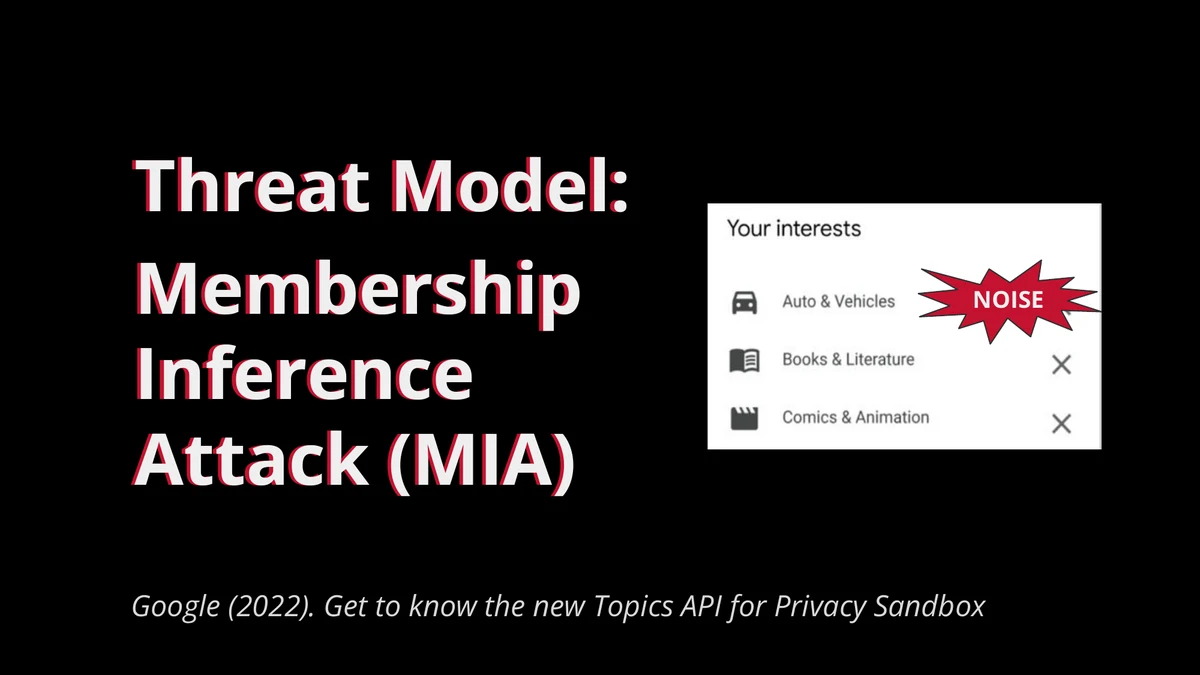 Threat Model:
Membership
Inference
Attack (MIA)
Your interests
Auto & Vehicles
NOISE
Books & Literature
Comics & Animation
Google (2022). Get to know the new Topics API for Privacy Sandbox